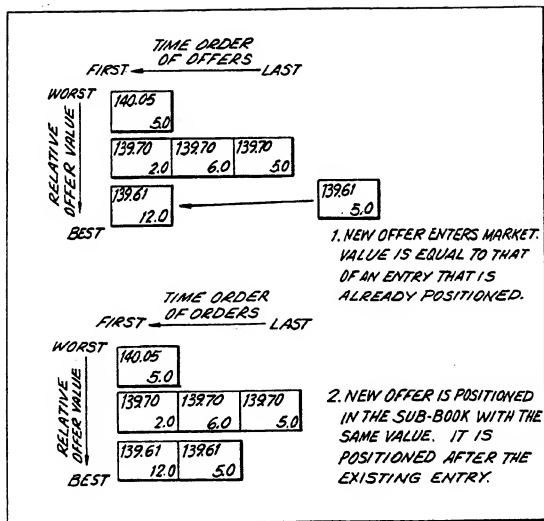 TIME ORDER
OF OFFERS
FIRST LAST
WORST
RELATIVE
OFFER VALUE
BEST
140.05
5.0
139.70 139.70 139.70
2.0 6.0 5.0
139.61 139.61
12.0 5.0
1. NEW OFFER ENTERS MARKET.
VALUE IS EQUAL TO THAT
OF AN ENTRY THAT IS
ALREADY POSITIONED.
TIME ORDER
OF ORDERS
FIRST LAST
WORST
RELATIVE
OFFER VALUE
BEST
140.05
5.0
139.70 139.70 139.70
2.0 6.0 5.0
139.61 139.61
12.0 5.0
2. NEW OFFER IS POSITIONED
IN THE SUB-BOOK WITH THE
SAME VALUE. IT IS
POSITIONED AFTER THE
EXISTING ENTRY.